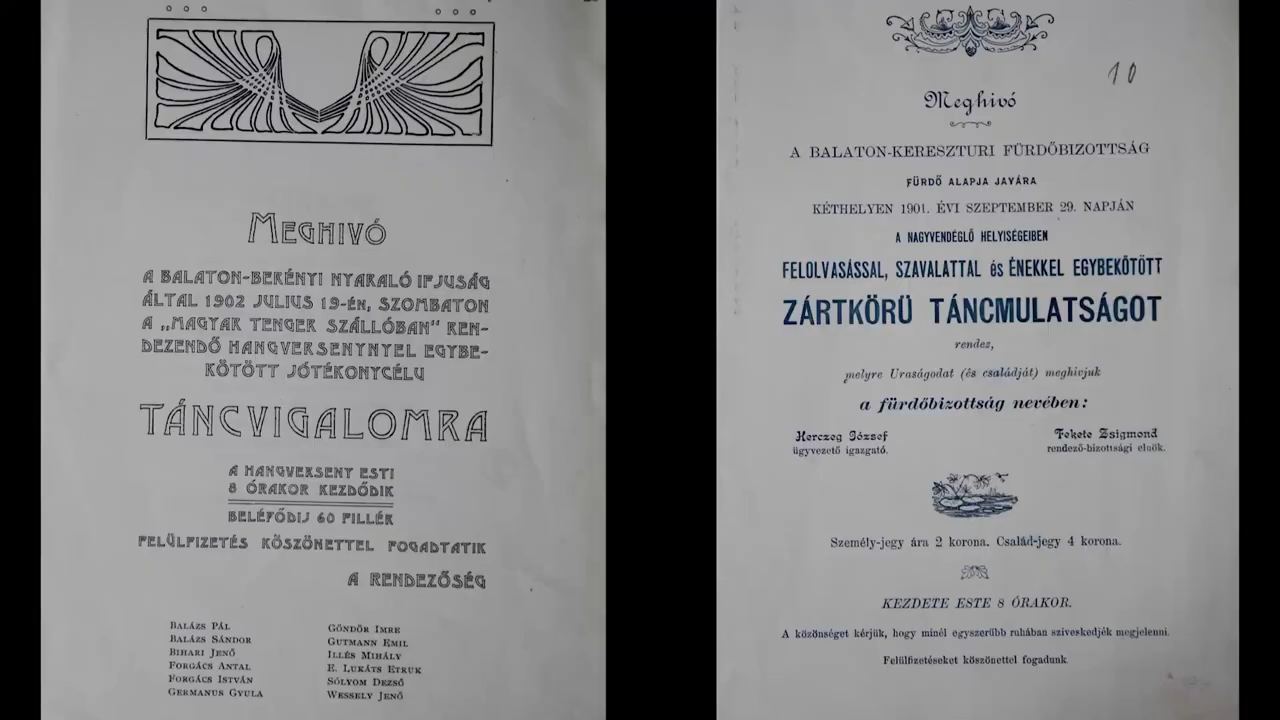 MEGHIVÓ
A BALATON-BERÉNYI NYARALÓ IFJUSÁG
ÁLTAL 1902 JULIUS 19-ÉN, SZOMBATON
A „MAGYAR TENGER SZÁLLÓBAN" REN-
DEZENDŐ HANGVERSENYNYEL EGYBE-
KÖTÖTT JÓTÉKONYCÉLU
TÁNCVIGALOMRA
A HANGVERSENY ESTI
8 ÓRAKOR KEZDŐDIK
BELÉPŐDIJ 60 FILLÉR
FELÜLFIZETÉS KÖSZÖNETTEL FOGADTATIK
A RENDEZŐSÉG
BALÁZS PÁL
BALÁZS SÁNDOR
BIHARI JENŐ
FORGÁCS ANTAL
FORGÁCS ISTVÁN
GERMANUS GYULA
GÖNDÖR IMRE
GUTMANN EMIL
ILLÉS MIHÁLY
E. LUKÁTS ETRUK
SÓLYOM DEZSŐ
WESSELY JENŐ
10
Meghivó
A BALATON-KERESZTURI FÜRDŐBIZOTTSÁG
FÜRDŐ ALAPJA JAVÁRA
KÉTHELYEN 1901. ÉVI SZEPTEMBER 29. NAPJÁN
A NAGYVENDÉGLŐ HELYISÉGEIBEN
FELOLVASÁSSAL, SZAVALATTAL és ÉNEKKEL EGYBEKÖTÖTT
ZÁRTKÖRÜ TÁNCMULATSÁGOT
rendez,
melyre Uraságodat (és családját) meghivjuk
a fürdőbizottság nevében:
Herczeg József
ügyvezető igazgató.
Fekete Zsigmond
rendező-bizottsági elnök.
Személy-jegy ára 2 korona. Család-jegy 4 korona.
KEZDETE ESTE 8 ÓRAKOR.
A közönséget kérjük, hogy minél egyszerűbb ruhában sziveskedjék megjelenni.
Felülfizetéseket köszönettel fogadunk